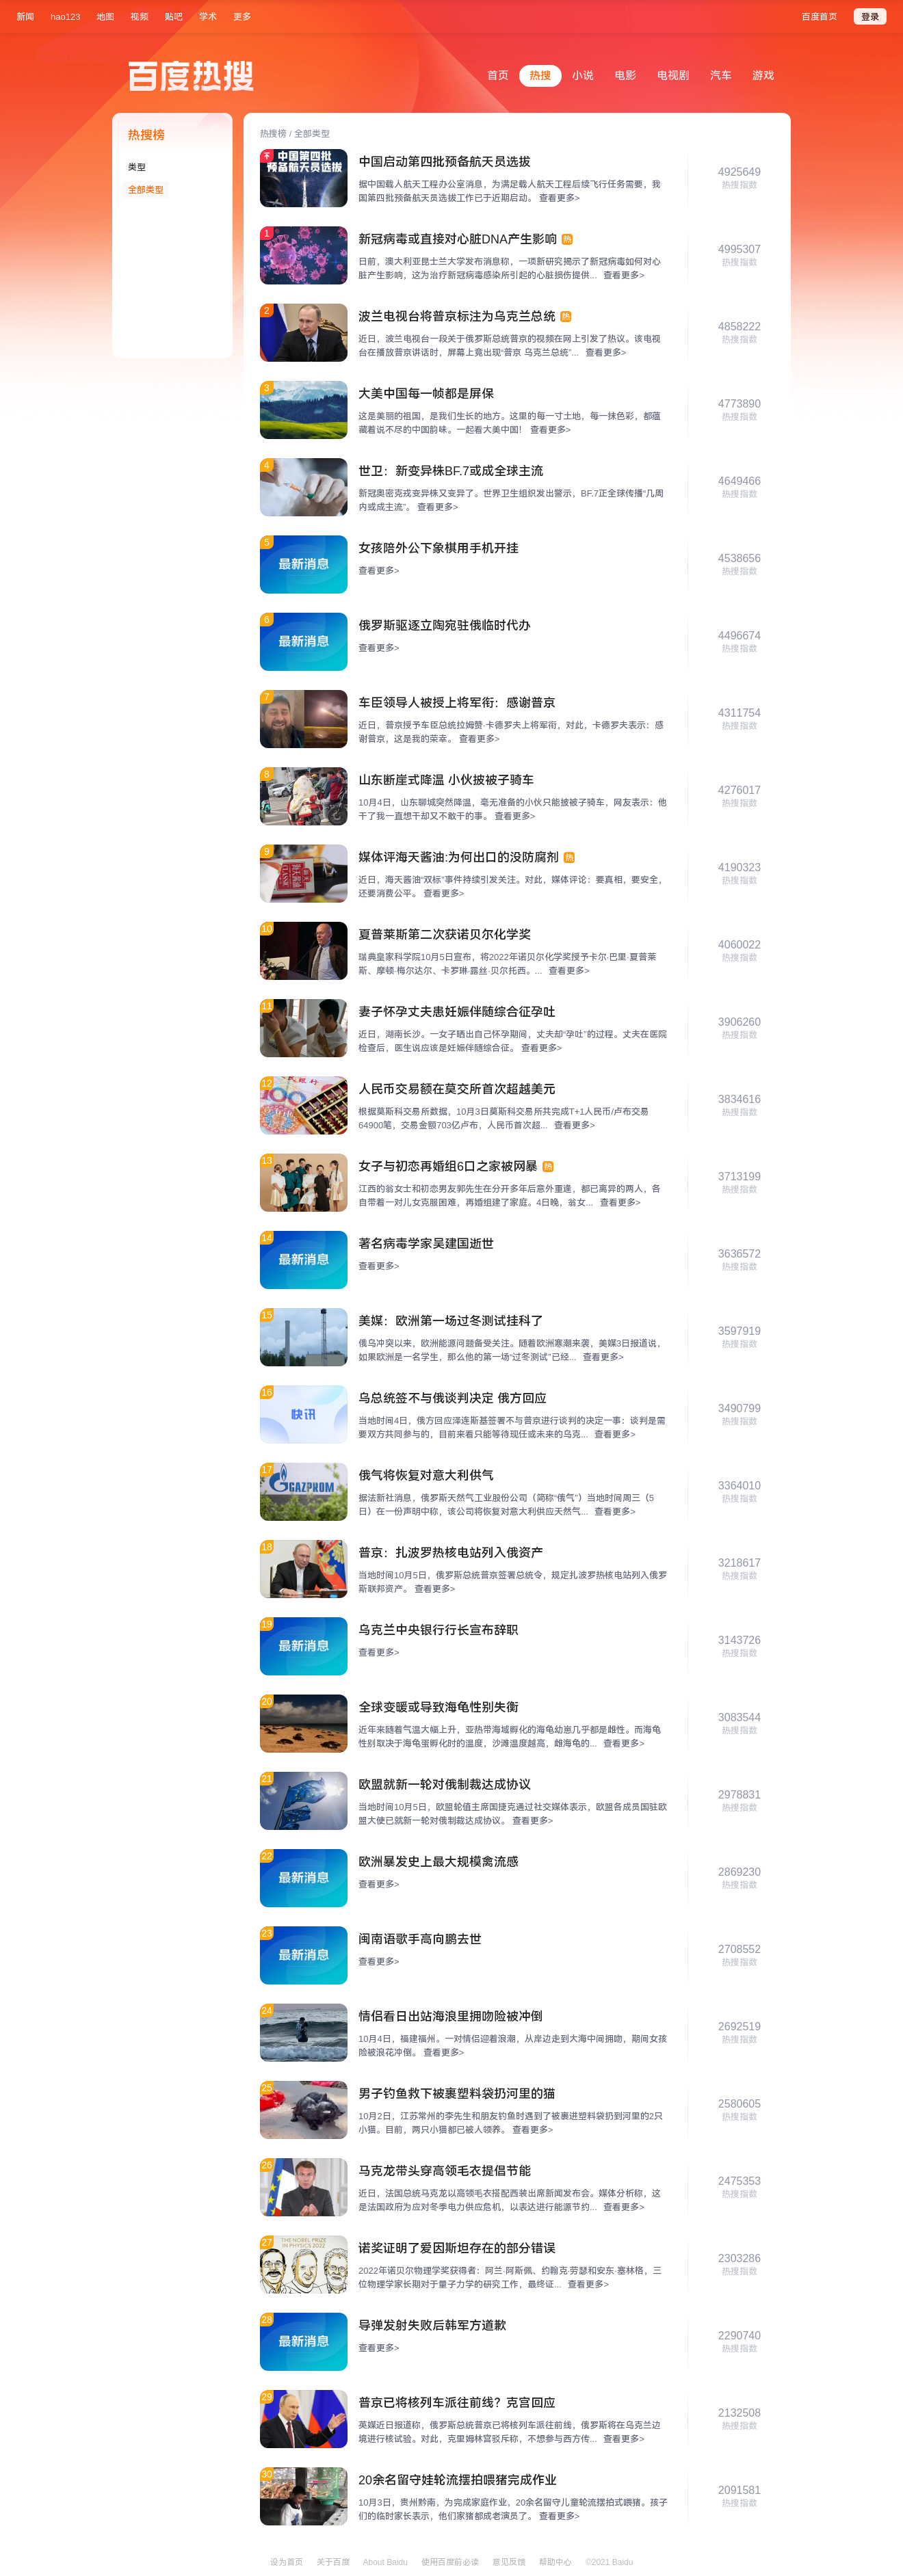 新闻 hao123 地图 视频 贴吧 学术 更多 百度首页 登录
百度热搜 首页 热搜 小说 电影 电视剧 汽车 游戏
热搜榜
类型
全部类型
热搜榜 / 全部类型
中国第四批
预备航天员选拔
中国启动第四批预备航天员选拔
据中国载人航天工程办公室消息，为满足载人航天工程后续飞行任务需要，我
国第四批预备航天员选拔工作已于近期启动。 查看更多>
4925649
热搜指数
1
新冠病毒或直接对心脏DNA产生影响 热
日前，澳大利亚昆士兰大学发布消息称，一项新研究揭示了新冠病毒如何对心
脏产生影响，这为治疗新冠病毒感染所引起的心脏损伤提供... 查看更多>
4995307
热搜指数
2
波兰电视台将普京标注为乌克兰总统 热
近日，波兰电视台一段关于俄罗斯总统普京的视频在网上引发了热议。该电视
台在播放普京讲话时，屏幕上竟出现“普京 乌克兰总统”... 查看更多>
4858222
热搜指数
3
大美中国每一帧都是屏保
这是美丽的祖国，是我们生长的地方。这里的每一寸土地，每一抹色彩，都蕴
藏着说不尽的中国韵味。一起看大美中国！ 查看更多>
4773890
热搜指数
4
世卫：新变异株BF.7或成全球主流
新冠奥密克戎变异株又变异了。世界卫生组织发出警示，BF.7正全球传播“几周
内或成主流”。 查看更多>
4649466
热搜指数
5
最新消息
女孩陪外公下象棋用手机开挂
查看更多>
4538656
热搜指数
6
最新消息
俄罗斯驱逐立陶宛驻俄临时代办
查看更多>
4496674
热搜指数
7
车臣领导人被授上将军衔：感谢普京
近日，普京授予车臣总统拉姆赞·卡德罗夫上将军衔，对此，卡德罗夫表示：感
谢普京，这是我的荣幸。 查看更多>
4311754
热搜指数
8
山东断崖式降温 小伙披被子骑车
10月4日，山东聊城突然降温，毫无准备的小伙只能披被子骑车，网友表示：他
干了我一直想干却又不敢干的事。 查看更多>
4276017
热搜指数
9
媒体评海天酱油:为何出口的没防腐剂 热
近日，海天酱油“双标”事件持续引发关注。对此，媒体评论：要真相，要安全，
还要消费公平。 查看更多>
4190323
热搜指数
10
夏普莱斯第二次获诺贝尔化学奖
瑞典皇家科学院10月5日宣布，将2022年诺贝尔化学奖授予卡尔·巴里·夏普莱
斯、摩顿·梅尔达尔、卡罗琳·露丝·贝尔托西。... 查看更多>
4060022
热搜指数
11
妻子怀孕丈夫患妊娠伴随综合征孕吐
近日，湖南长沙。一女子晒出自己怀孕期间，丈夫却“孕吐”的过程。丈夫在医院
检查后，医生说应该是妊娠伴随综合征。 查看更多>
3906260
热搜指数
12
人民币交易额在莫交所首次超越美元
根据莫斯科交易所数据，10月3日莫斯科交易所共完成T+1人民币/卢布交易
64900笔，交易金额703亿卢布，人民币首次超... 查看更多>
3834616
热搜指数
13
女子与初恋再婚组6口之家被网暴 热
江西的翁女士和初恋男友郭先生在分开多年后意外重逢，都已离异的两人，各
自带着一对儿女克服困难，再婚组建了家庭。4日晚，翁女... 查看更多>
3713199
热搜指数
14
最新消息
著名病毒学家吴建国逝世
查看更多>
3636572
热搜指数
15
美媒：欧洲第一场过冬测试挂科了
俄乌冲突以来，欧洲能源问题备受关注。随着欧洲寒潮来袭，美媒3日报道说，
如果欧洲是一名学生，那么他的第一场“过冬测试”已经... 查看更多>
3597919
热搜指数
16
快讯
乌总统签不与俄谈判决定 俄方回应
当地时间4日，俄方回应泽连斯基签署不与普京进行谈判的决定一事：谈判是需
要双方共同参与的，目前来看只能等待现任或未来的乌克... 查看更多>
3490799
热搜指数
17
GAZPROM
俄气将恢复对意大利供气
据法新社消息，俄罗斯天然气工业股份公司（简称“俄气”）当地时间周三（5
日）在一份声明中称，该公司将恢复对意大利供应天然气... 查看更多>
3364010
热搜指数
18
普京：扎波罗热核电站列入俄资产
当地时间10月5日，俄罗斯总统普京签署总统令，规定扎波罗热核电站列入俄罗
斯联邦资产。 查看更多>
3218617
热搜指数
19
最新消息
乌克兰中央银行行长宣布辞职
查看更多>
3143726
热搜指数
20
全球变暖或导致海龟性别失衡
近年来随着气温大幅上升，亚热带海域孵化的海龟幼崽几乎都是雌性。而海龟
性别取决于海龟蛋孵化时的温度，沙滩温度越高，雌海龟的... 查看更多>
3083544
热搜指数
21
欧盟就新一轮对俄制裁达成协议
当地时间10月5日，欧盟轮值主席国捷克通过社交媒体表示，欧盟各成员国驻欧
盟大使已就新一轮对俄制裁达成协议。 查看更多>
2978831
热搜指数
22
最新消息
欧洲暴发史上最大规模禽流感
查看更多>
2869230
热搜指数
23
最新消息
闽南语歌手高向鹏去世
查看更多>
2708552
热搜指数
24
情侣看日出站海浪里拥吻险被冲倒
10月4日，福建福州。一对情侣迎着浪潮，从岸边走到大海中间拥吻，期间女孩
险被浪花冲倒。 查看更多>
2692519
热搜指数
25
男子钓鱼救下被裹塑料袋扔河里的猫
10月2日，江苏常州的李先生和朋友钓鱼时遇到了被裹进塑料袋扔到河里的2只
小猫。目前，两只小猫都已被人领养。 查看更多>
2580605
热搜指数
26
马克龙带头穿高领毛衣提倡节能
近日，法国总统马克龙以高领毛衣搭配西装出席新闻发布会。媒体分析称，这
是法国政府为应对冬季电力供应危机，以表达进行能源节约... 查看更多>
2475353
热搜指数
27
THE NOBEL PRIZE
IN PHYSICS 2022
诺奖证明了爱因斯坦存在的部分错误
2022年诺贝尔物理学奖获得者：阿兰·阿斯佩、约翰克·劳瑟和安东·塞林格，三
位物理学家长期对于量子力学的研究工作，最终证... 查看更多>
2303286
热搜指数
28
最新消息
导弹发射失败后韩军方道歉
查看更多>
2290740
热搜指数
29
普京已将核列车派往前线？克宫回应
英媒近日报道称，俄罗斯总统普京已将核列车派往前线，俄罗斯将在乌克兰边
境进行核试验。对此，克里姆林宫驳斥称，不想参与西方传... 查看更多>
2132508
热搜指数
30
20余名留守娃轮流摆拍喂猪完成作业
10月3日，贵州黔南，为完成家庭作业，20余名留守儿童轮流摆拍式喂猪。孩子
们的临时家长表示，他们家猪都成老演员了。 查看更多>
2091581
热搜指数
设为首页 关于百度 About Baidu 使用百度前必读 意见反馈 帮助中心 ©2021 Baidu